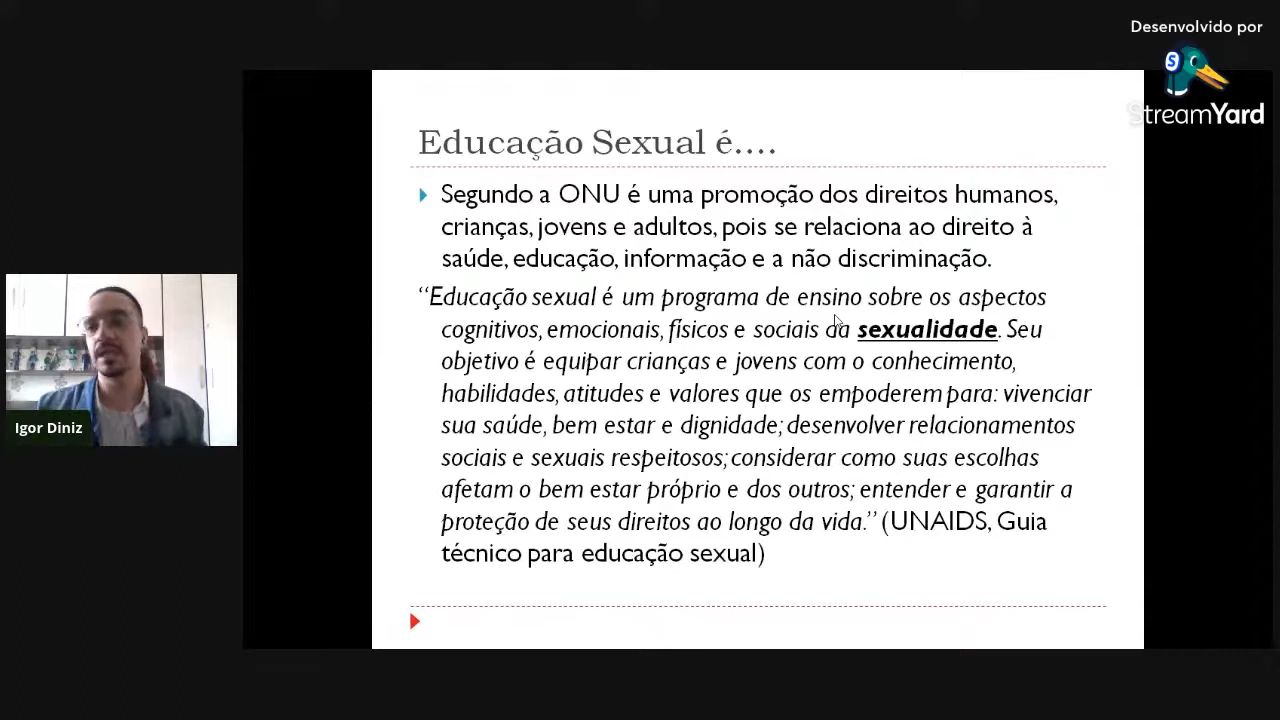 Desenvolvido por
StreamYard
Educação Sexual é....
Segundo a ONU é uma promoção dos direitos humanos,
crianças, jovens e adultos, pois se relaciona ao direito à
saúde, educação, informação e a não discriminação.
“Educação sexual é um programa de ensino sobre os aspectos
cognitivos, emocionais, físicos e sociais da sexualidade. Seu
objetivo é equipar crianças e jovens com o conhecimento,
habilidades, atitudes e valores que os empoderem para: vivenciar
sua saúde, bem estar e dignidade; desenvolver relacionamentos
sociais e sexuais respeitosos; considerar como suas escolhas
afetam o bem estar próprio e dos outros; entender e garantir a
proteção de seus direitos ao longo da vida.” (UNAIDS, Guia
técnico para educação sexual)
Igor Diniz